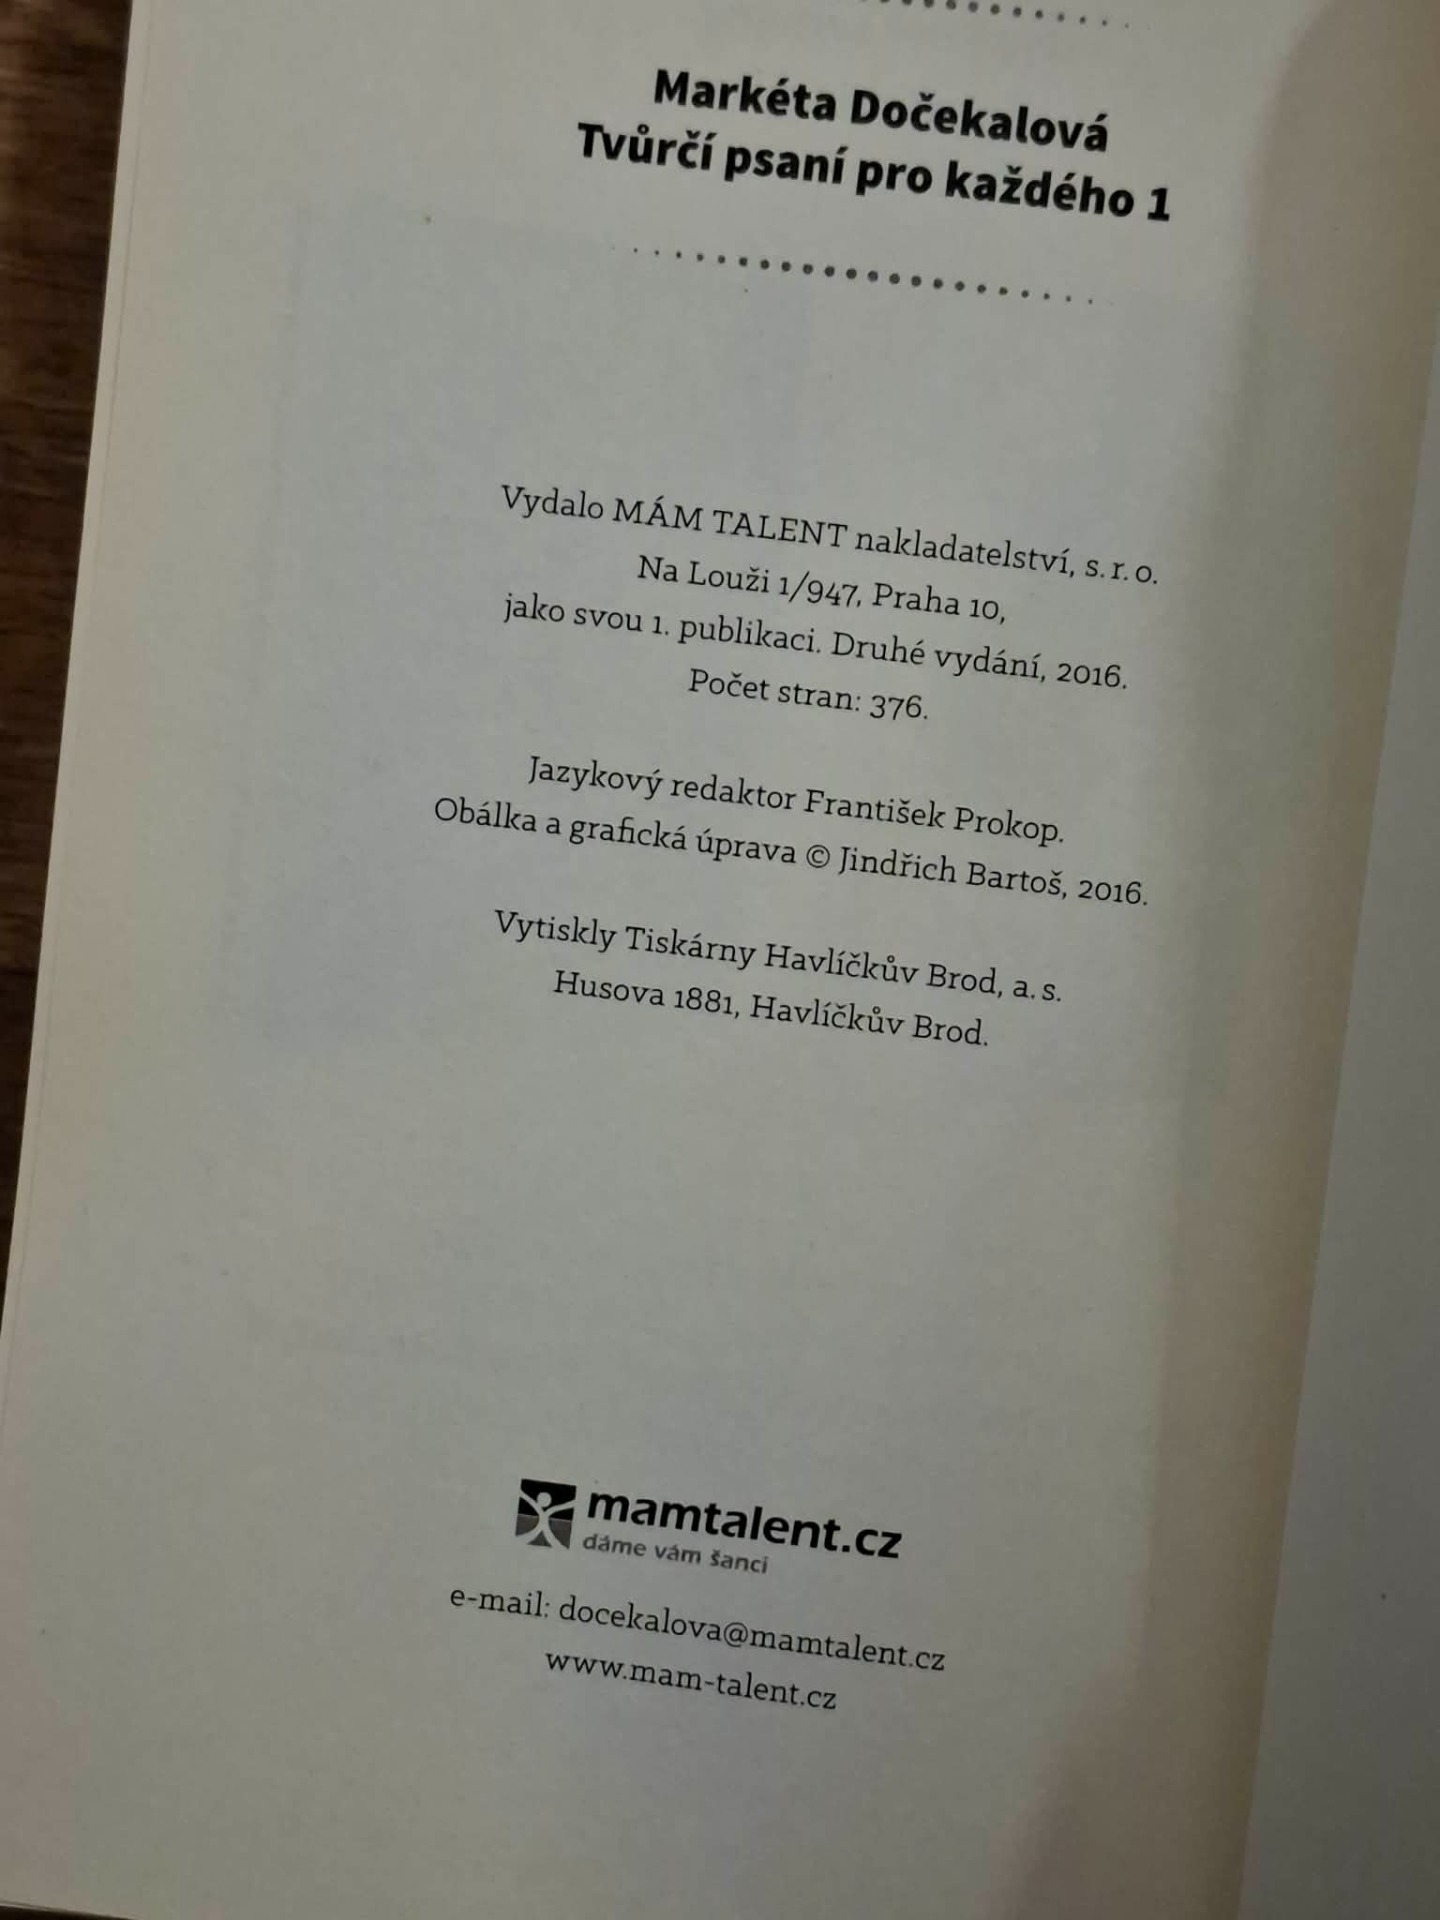 Markéta Dočekalová
Tvůrčí psaní pro každého 1
Vydalo MÁM TALENT nakladatelství, s. r. o.
Na Louži 1/947, Praha 10,
jako svou 1. publikaci. Druhé vydání, 2016.
Počet stran: 376.
Jazykový redaktor František Prokop.
Obálka a grafická úprava © Jindřich Bartoš, 2016.
Vytiskly Tiskárny Havlíčkův Brod, a. s.
Husova 1881, Havlíčkův Brod.
mamtalent.cz
dáme vám šanci
e-mail: docekalova@mamtalent.cz
www.mam-talent.cz